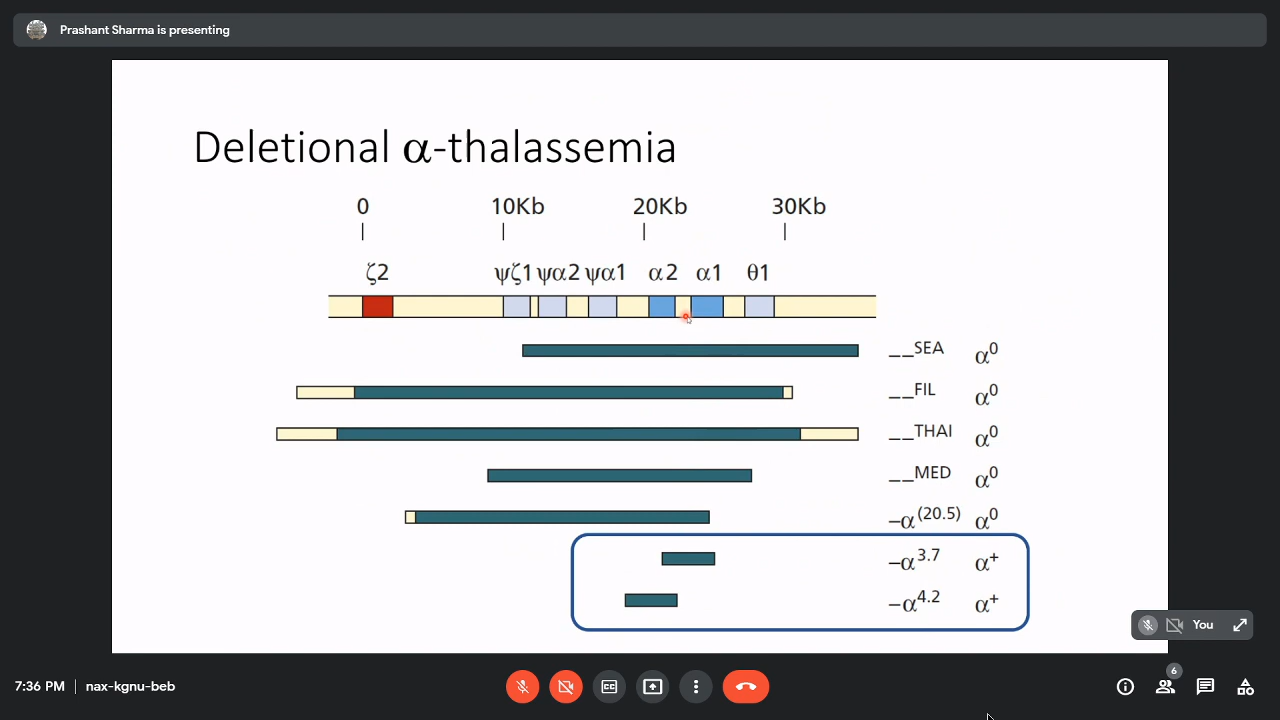 Prashant Sharma is presenting
Deletional α-thalassemia
0 10Kb 20Kb 30Kb
ζ2 ψζ1 ψα2 ψα1 α2 α1 θ1
__SEA α0
__FIL α0
__THAI α0
__MED α0
–α(20.5) α0
–α3.7 α+
–α4.2 α+
You
6
7:36 PM | nax-kgnu-beb